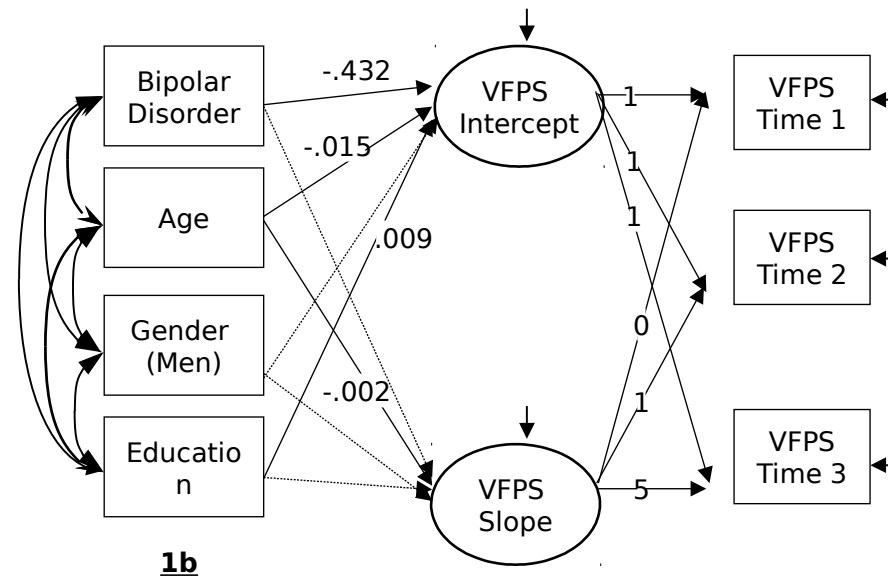 Bipolar
Disorder
Age
Gender
(Men)
Educatio
n
1b
-.432
-.015
.009
-.002
VFPS
Intercept
VFPS
Slope
1
1
1
0
1
5
VFPS
Time 1
VFPS
Time 2
VFPS
Time 3